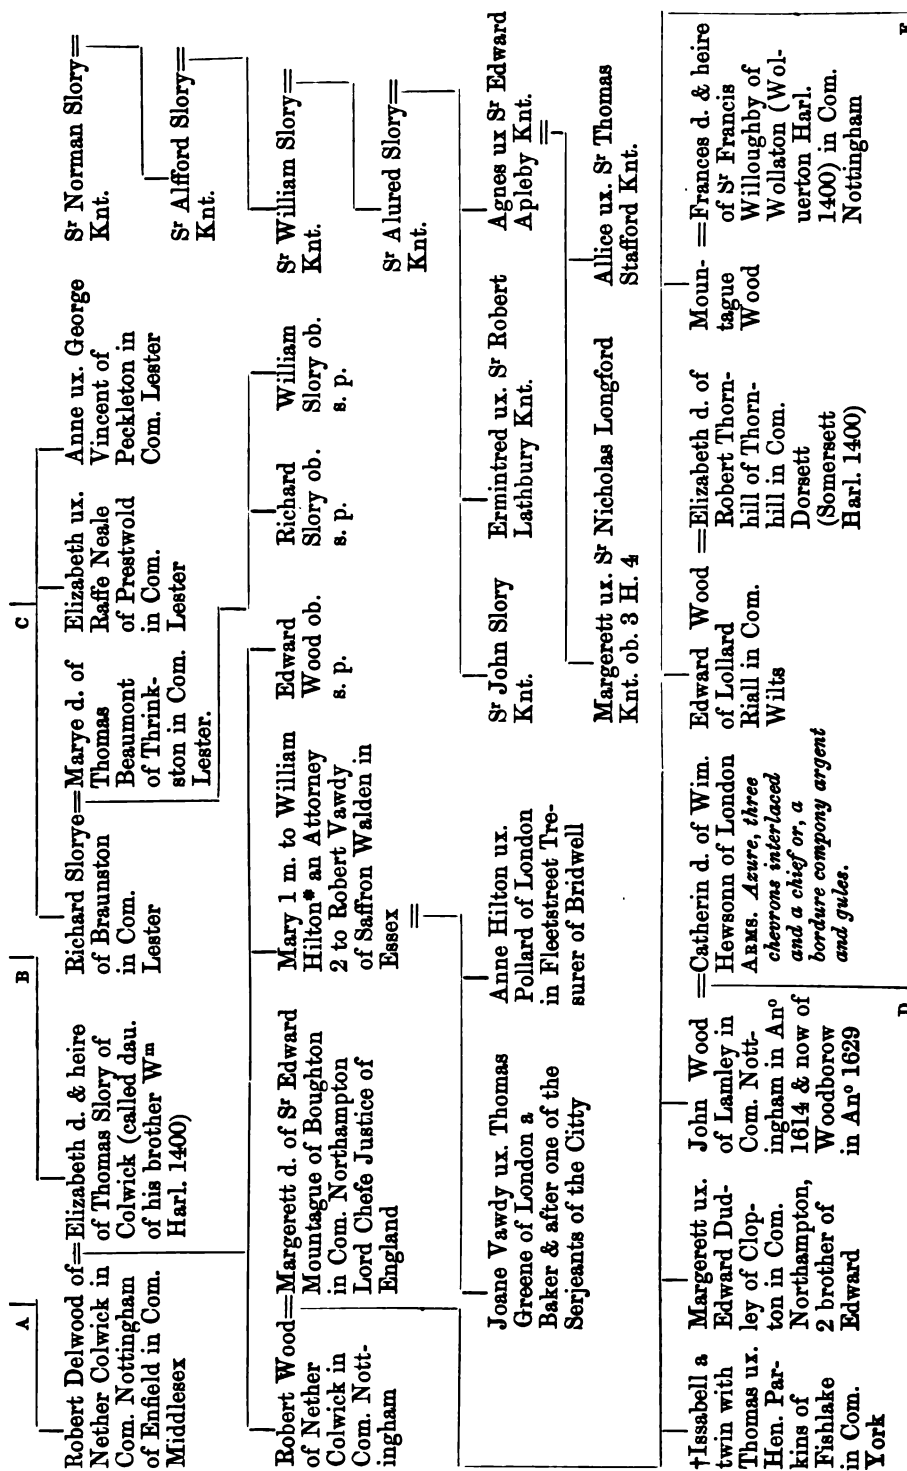 A
B
C
Robert Delwood of=Elizabeth d. & heire
Nether Colwick in
Com. Nottingham
of Enfield in Com.
Middlesex
of Thomas Slory of
Colwick (called dau.
of his brother Wm
Harl. 1400)
Richard Slorye=Marye d. of
of Braunston
in Com.
Lester
Thomas
Beaumont
of Thrink-
ston in Com.
Lester.
Elizabeth ux.
Raffe Neale
of Prestwold
in Com.
Lester
Anne ux. George
Vincent of
Peckleton in
Com. Lester
Sr Norman Slory=
Knt.
Sr Alfford Slory=
Knt.
Robert Wood=Margerett d. of Sr Edward
of Nether
Colwick in
Com. Nott-
ingham
Mountague of Boughton
in Com. Northampton
Lord Chefe Justice of
England
Mary 1 m. to William
Hilton* an Attorney
2 to Robert Vawdy
of Saffron Walden in
Essex
=
Edward
Wood ob.
s. p.
Richard
Slory ob.
s. p.
William
Slory ob.
s. p.
Sr William Slory=
Knt.
Sr Alured Slory=
Knt.
Joane Vawdy ux. Thomas
Greene of London a
Baker & after one of the
Serjeants of the Citty
Anne Hilton ux.
Pollard of London
in Fleetstreet Tre-
surer of Bridwell
Sr John Slory
Knt.
Ermintred ux. Sr Robert
Lathbury Knt.
Agnes ux Sr Edward
Apleby Knt.
=
Margerett ux. Sr Nicholas Longford
Knt. ob. 3 H. 4
Allice ux. Sr Thomas
Stafford Knt.
†Issabell a
twin with
Thomas ux.
Hen. Par-
kins of
Fishlake
in Com.
York
Margerett ux.
Edward Dud-
ley of Clop-
ton in Com.
Northampton,
2 brother of
Edward
John Wood
of Lamley in
Com. Nott-
ingham in Ano
1614 & now of
Woodborow
in Ano 1629
=Catherin d. of Wim.
Hewsonn of London
ARMS. Azure, three
chevrons interlaced
and a chief or, a
bordure compony argent
and gules.
Edward Wood
of Lollard
Riall in Com.
Wilts
=Elizabeth d. of
Robert Thorn-
hill of Thorn-
hill in Com.
Dorsett
(Somersett
Harl. 1400)
Moun-
tague
Wood
=Frances d. & heire
of Sr Francis
Willoughby of
Wollaton (Wol-
uerton Harl.
1400) in Com.
Nottingham
D